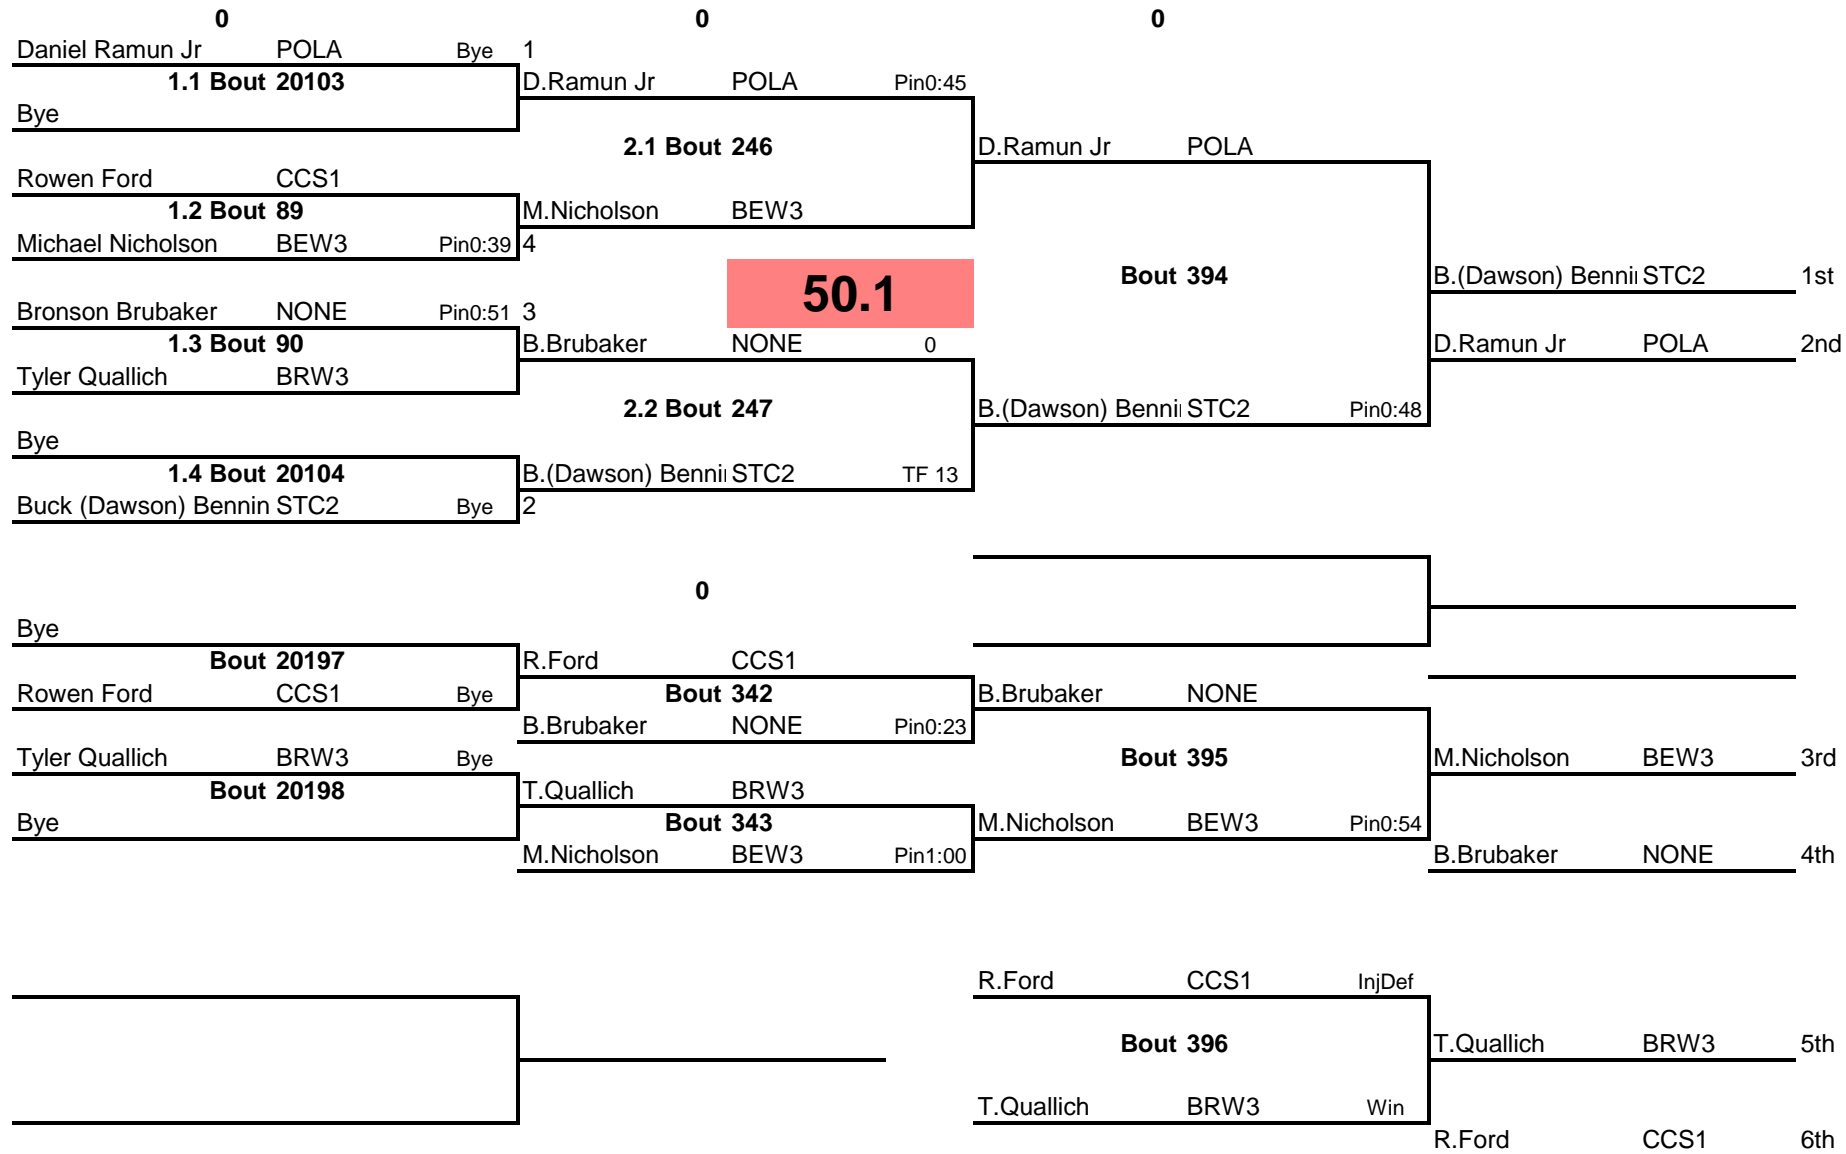 0 0 0
Daniel Ramun Jr POLA Bye 1
1.1 Bout 20103 D.Ramun Jr POLA Pin0:45
Bye
2.1 Bout 246 D.Ramun Jr POLA
Rowen Ford CCS1
1.2 Bout 89 M.Nicholson BEW3
Michael Nicholson BEW3 Pin0:39 4
50.1 Bout 394 B.(Dawson) Benni STC2 1st
Bronson Brubaker NONE Pin0:51 3
1.3 Bout 90 B.Brubaker NONE 0 D.Ramun Jr POLA 2nd
Tyler Quallich BRW3
2.2 Bout 247 B.(Dawson) Benni STC2 Pin0:48
Bye
1.4 Bout 20104 B.(Dawson) Benni STC2 TF 13
Buck (Dawson) Bennin STC2 Bye 2
0
Bye
Bout 20197 R.Ford CCS1
Rowen Ford CCS1 Bye Bout 342 B.Brubaker NONE
B.Brubaker NONE Pin0:23
Tyler Quallich BRW3 Bye Bout 395 M.Nicholson BEW3 3rd
Bout 20198 T.Quallich BRW3
Bye Bout 343 M.Nicholson BEW3 Pin0:54
M.Nicholson BEW3 Pin1:00 B.Brubaker NONE 4th
R.Ford CCS1 InjDef
Bout 396 T.Quallich BRW3 5th
T.Quallich BRW3 Win
R.Ford CCS1 6th